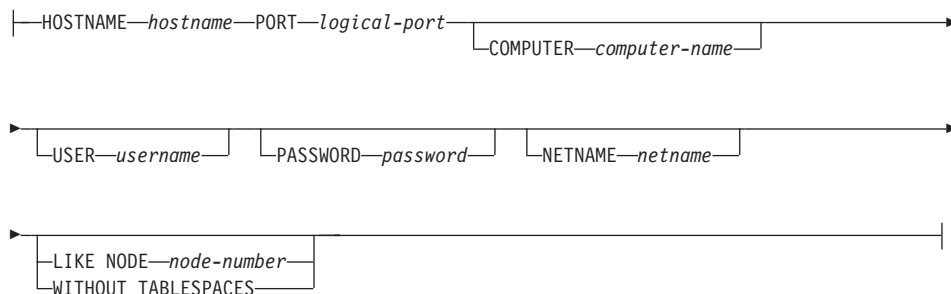 HOSTNAME hostname PORT logical-port
COMPUTER computer-name
USER username PASSWORD password NETNAME netname
LIKE NODE node-number
WITHOUT TABLESPACES